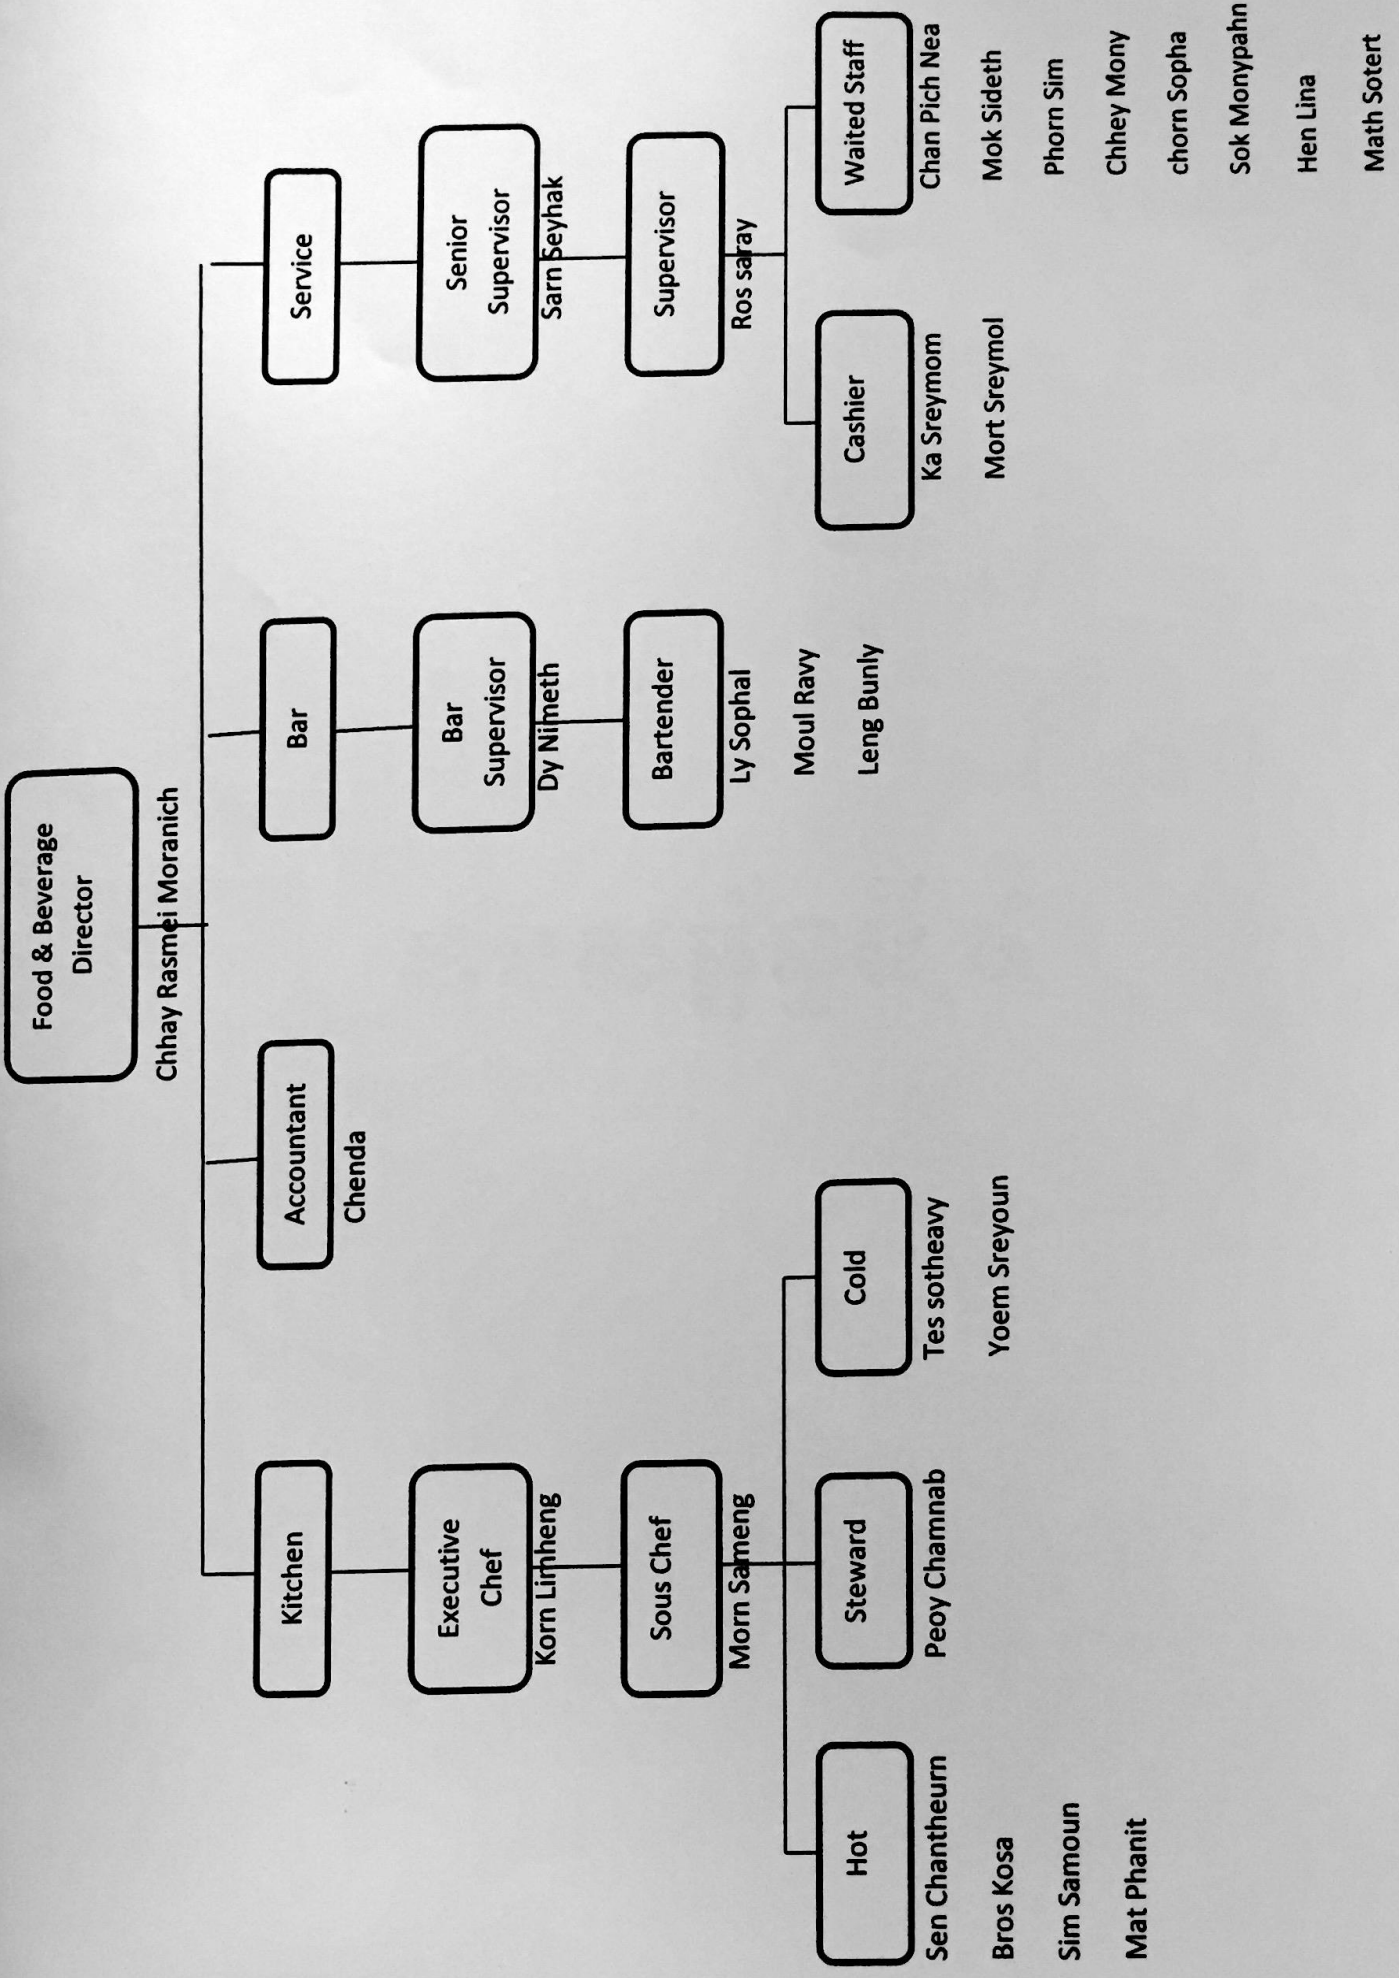 Food & Beverage
Director
Chhay Rasmei Moranich
Kitchen
Accountant
Bar
Service
Chenda
Executive
Chef
Bar
Supervisor
Senior
Supervisor
Korn Limheng
Dy Nimeth
Sarn Seyhak
Sous Chef
Bartender
Supervisor
Morn Sameng
Ly Sophal
Ros saray
Moul Ravy
Leng Bunly
Hot
Steward
Cold
Cashier
Waited Staff
Sen Chantheurn
Peoy Chamnab
Tes sotheavy
Ka Sreymom
Chan Pich Nea
Bros Kosa
Yoem Sreyoun
Mort Sreymol
Mok Sideth
Sim Samoun
Phorn Sim
Mat Phanit
Chhey Mony
chorn Sopha
Sok Monypahn
Hen Lina
Math Sotert